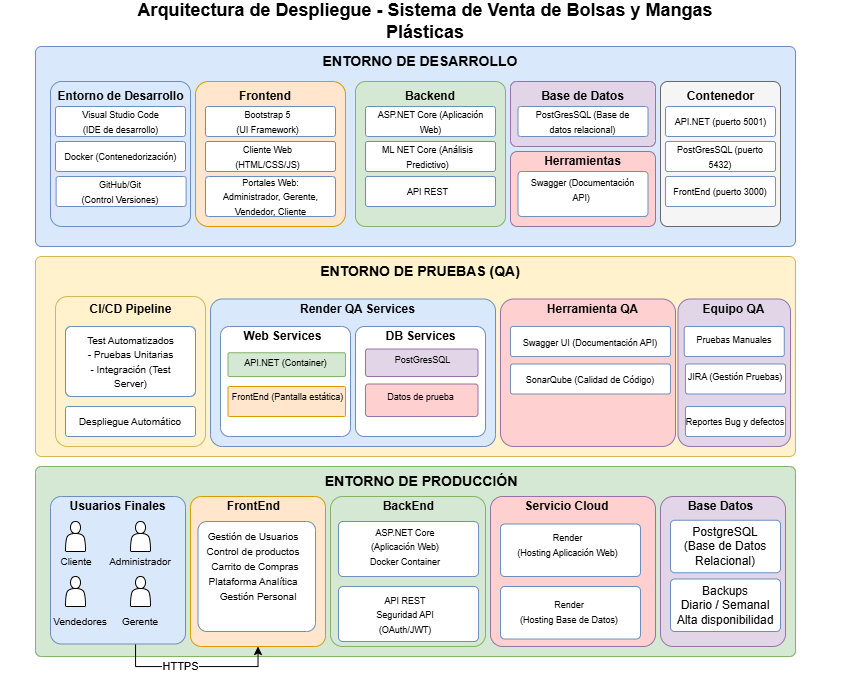 Arquitectura de Despliegue - Sistema de Venta de Bolsas y Mangas
Plásticas
ENTORNO DE DESARROLLO
Entorno de Desarrollo
Visual Studio Code
(IDE de desarrollo)
Docker (Contenedorización)
GitHub/Git
(Control Versiones)
Frontend
Bootstrap 5
(UI Framework)
Cliente Web
(HTML/CSS/JS)
Portales Web:
Administrador, Gerente,
Vendedor, Cliente
Backend
ASP.NET Core (Aplicación
Web)
ML NET Core (Análisis
Predictivo)
API REST
Base de Datos
PostGresSQL (Base de
datos relacional)
Herramientas
Swagger (Documentación
API)
Contenedor
API.NET (puerto 5001)
PostGresSQL (puerto
5432)
FrontEnd (puerto 3000)
ENTORNO DE PRUEBAS (QA)
CI/CD Pipeline
Test Automatizados
- Pruebas Unitarias
- Integración (Test
Server)
Despliegue Automático
Render QA Services
Web Services
API.NET (Container)
FrontEnd (Pantalla estática)
DB Services
PostGresSQL
Datos de prueba
Herramienta QA
Swagger UI (Documentación API)
SonarQube (Calidad de Código)
Equipo QA
Pruebas Manuales
JIRA (Gestión Pruebas)
Reportes Bug y defectos
ENTORNO DE PRODUCCIÓN
Usuarios Finales
Cliente
Administrador
Vendedores
Gerente
FrontEnd
Gestión de Usuarios
Control de productos
Carrito de Compras
Plataforma Analítica
Gestión Personal
BackEnd
ASP.NET Core
(Aplicación Web)
Docker Container
API REST
Seguridad API
(OAuth/JWT)
Servicio Cloud
Render
(Hosting Aplicación Web)
Render
(Hosting Base de Datos)
Base Datos
PostgreSQL
(Base de Datos
Relacional)
Backups
Diario / Semanal
Alta disponibilidad
HTTPS